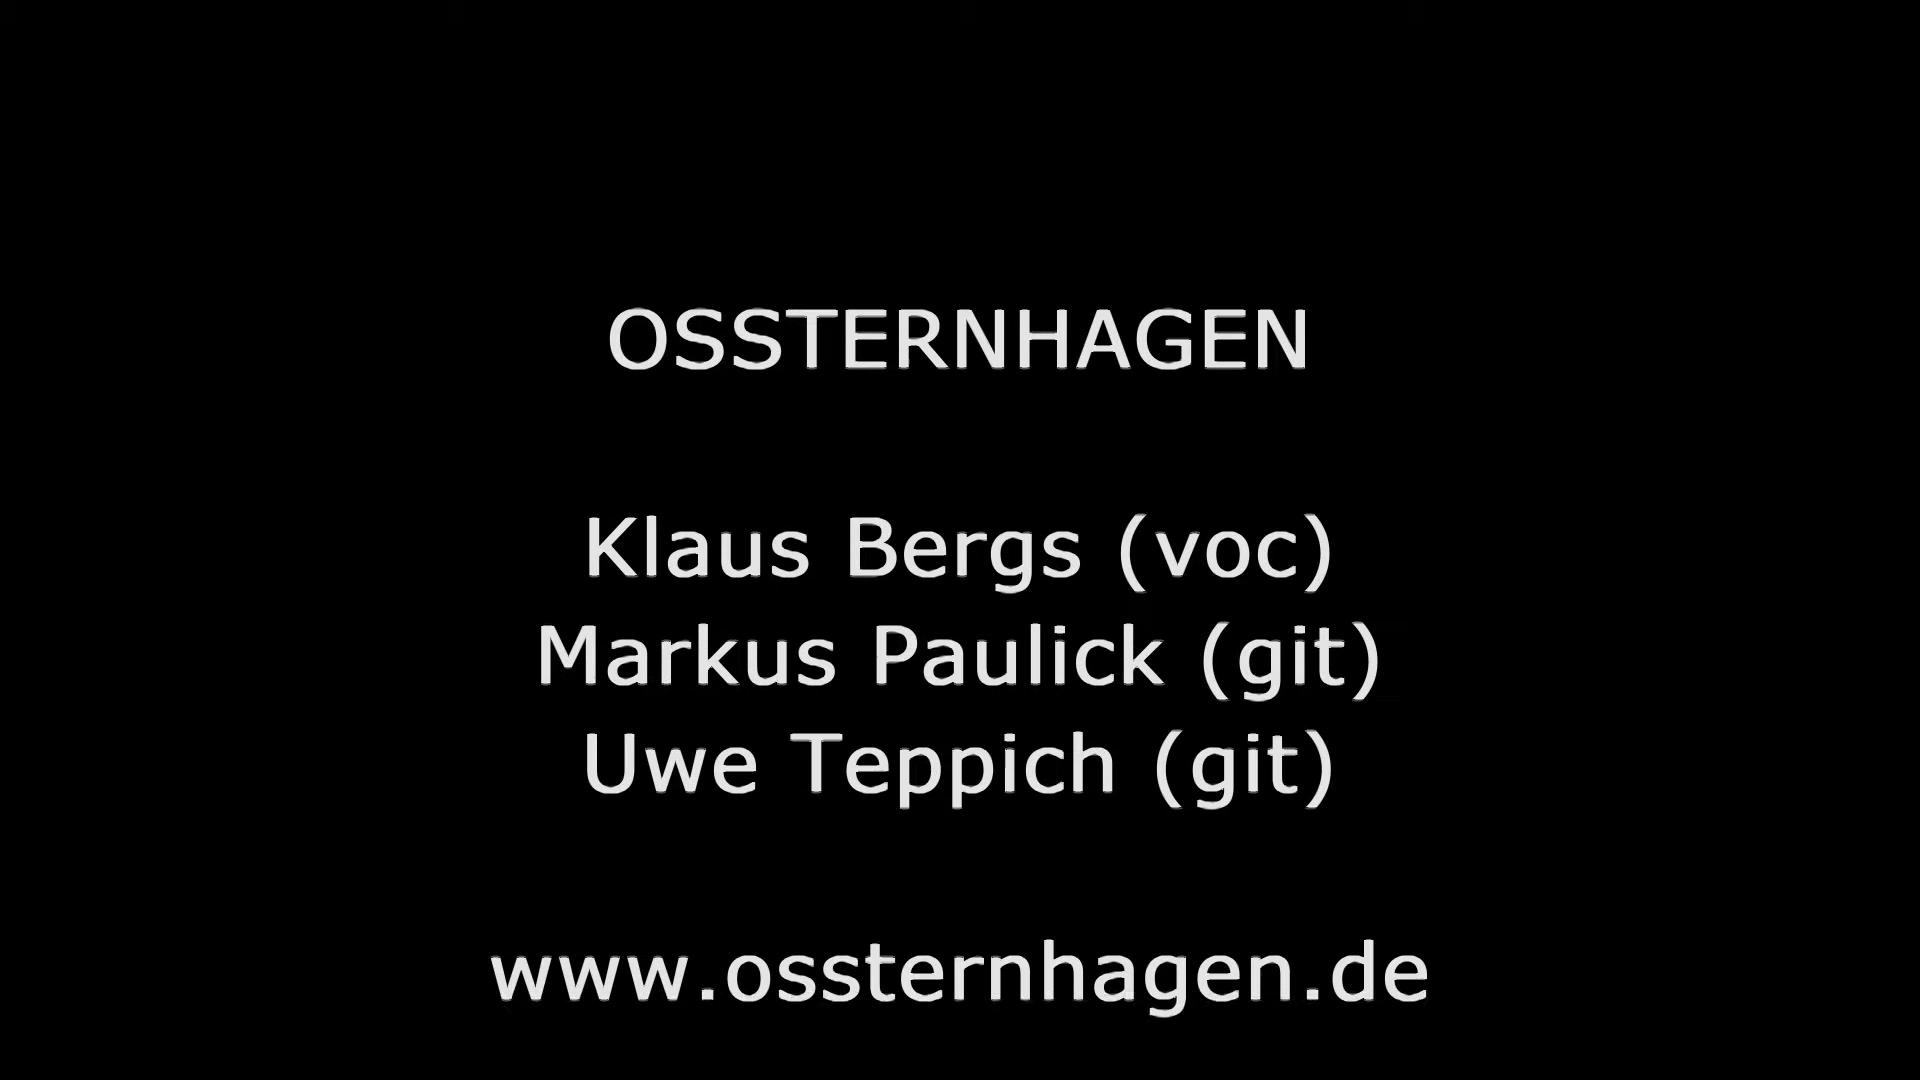 OSSTERNHAGEN
Klaus Bergs (voc)
Markus Paulick (git)
Uwe Teppich (git)
www.ossternhagen.de